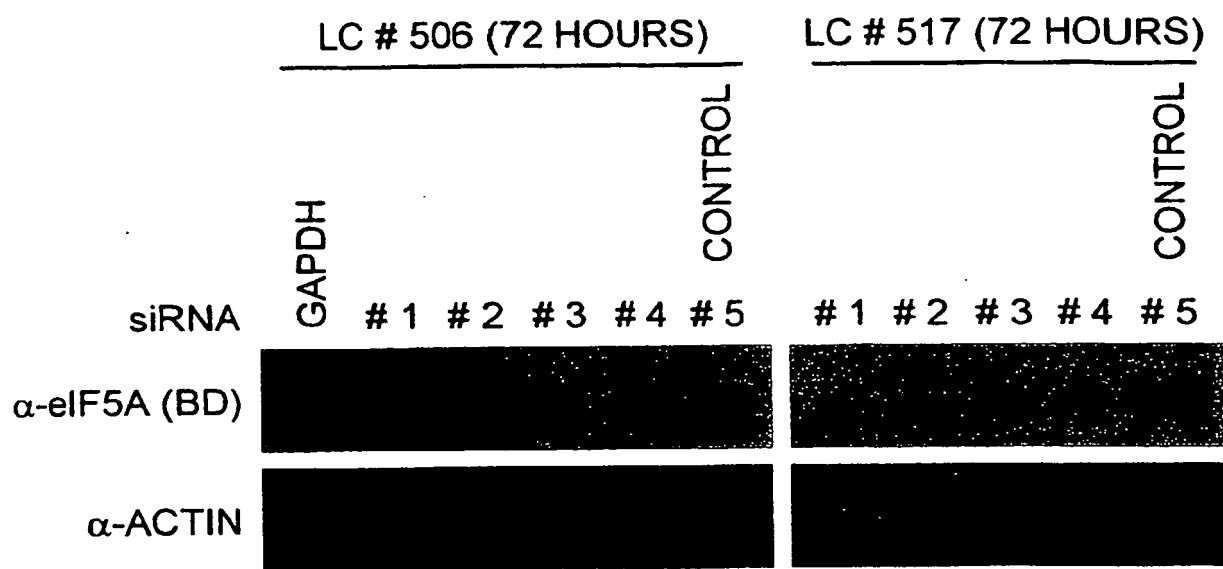 LC # 506 (72 HOURS) LC # 517 (72 HOURS)
CONTROL CONTROL
siRNA GAPDH # 1 # 2 # 3 # 4 # 5 # 1 # 2 # 3 # 4 # 5
α-eIF5A (BD)
α-ACTIN